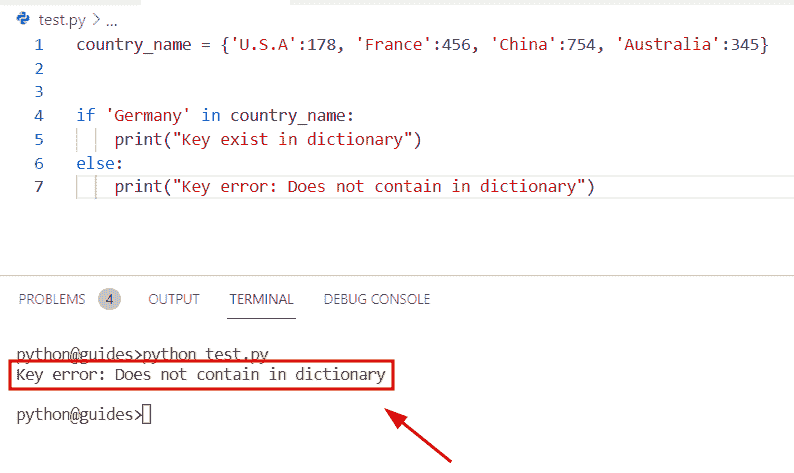 test.py > ...
1 country_name = {'U.S.A':178, 'France':456, 'China':754, 'Australia':345}
2
3
4 if 'Germany' in country_name:
5 print("Key exist in dictionary")
6 else:
7 print("Key error: Does not contain in dictionary")
PROBLEMS 4 OUTPUT TERMINAL DEBUG CONSOLE
python@guides>python test.py
Key error: Does not contain in dictionary
python@guides>